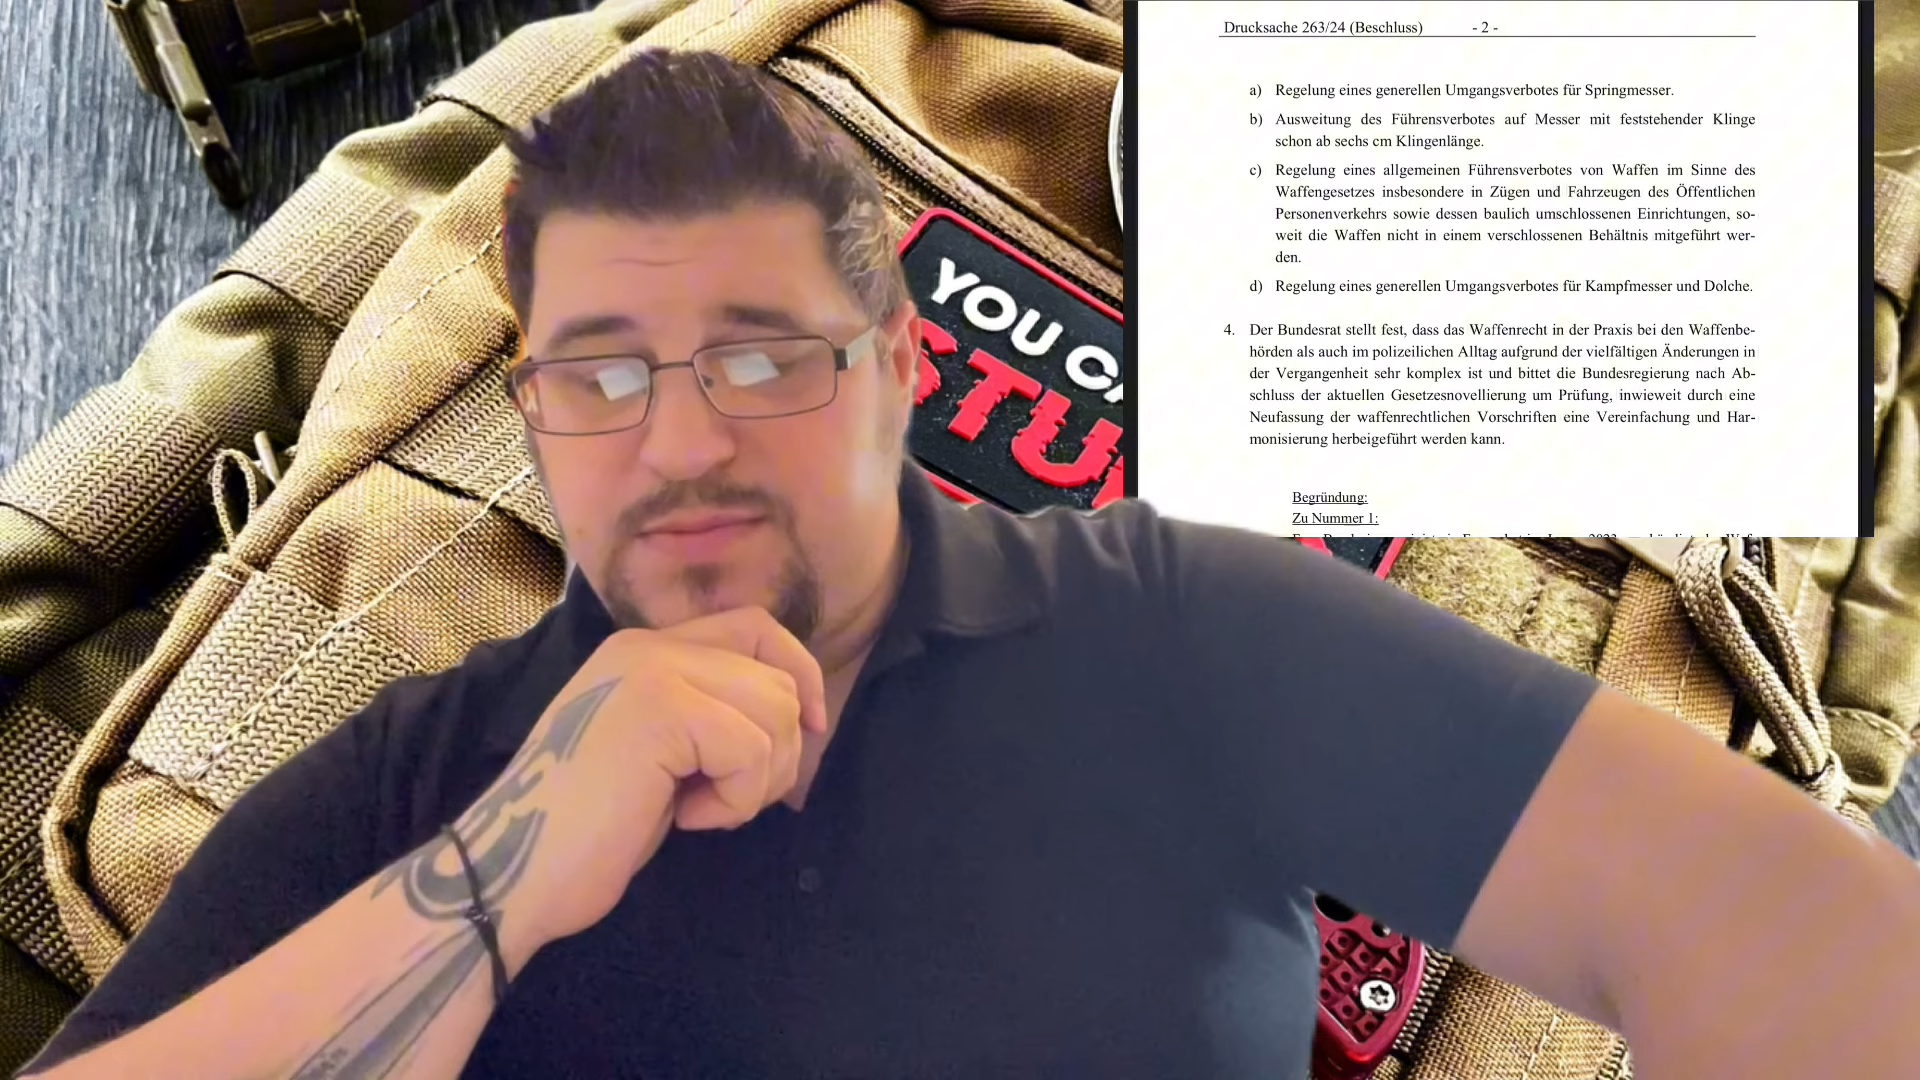 Drucksache 263/24 (Beschluss) - 2 -
a) Regelung eines generellen Umgangsverbotes für Springmesser.
b) Ausweitung des Führensverbotes auf Messer mit feststehender Klinge
schon ab sechs cm Klingenlänge.
c) Regelung eines allgemeinen Führensverbotes von Waffen im Sinne des
Waffengesetzes insbesondere in Zügen und Fahrzeugen des Öffentlichen
Personenverkehrs sowie dessen baulich umschlossenen Einrichtungen, so-
weit die Waffen nicht in einem verschlossenen Behältnis mitgeführt wer-
den.
d) Regelung eines generellen Umgangsverbotes für Kampfmesser und Dolche.
4. Der Bundesrat stellt fest, dass das Waffenrecht in der Praxis bei den Waffenbe-
hörden als auch im polizeilichen Alltag aufgrund der vielfältigen Änderungen in
der Vergangenheit sehr komplex ist und bittet die Bundesregierung nach Ab-
schluss der aktuellen Gesetzesnovellierung um Prüfung, inwieweit durch eine
Neufassung der waffenrechtlichen Vorschriften eine Vereinfachung und Har-
monisierung herbeigeführt werden kann.
Begründung:
Zu Nummer 1:
YOU